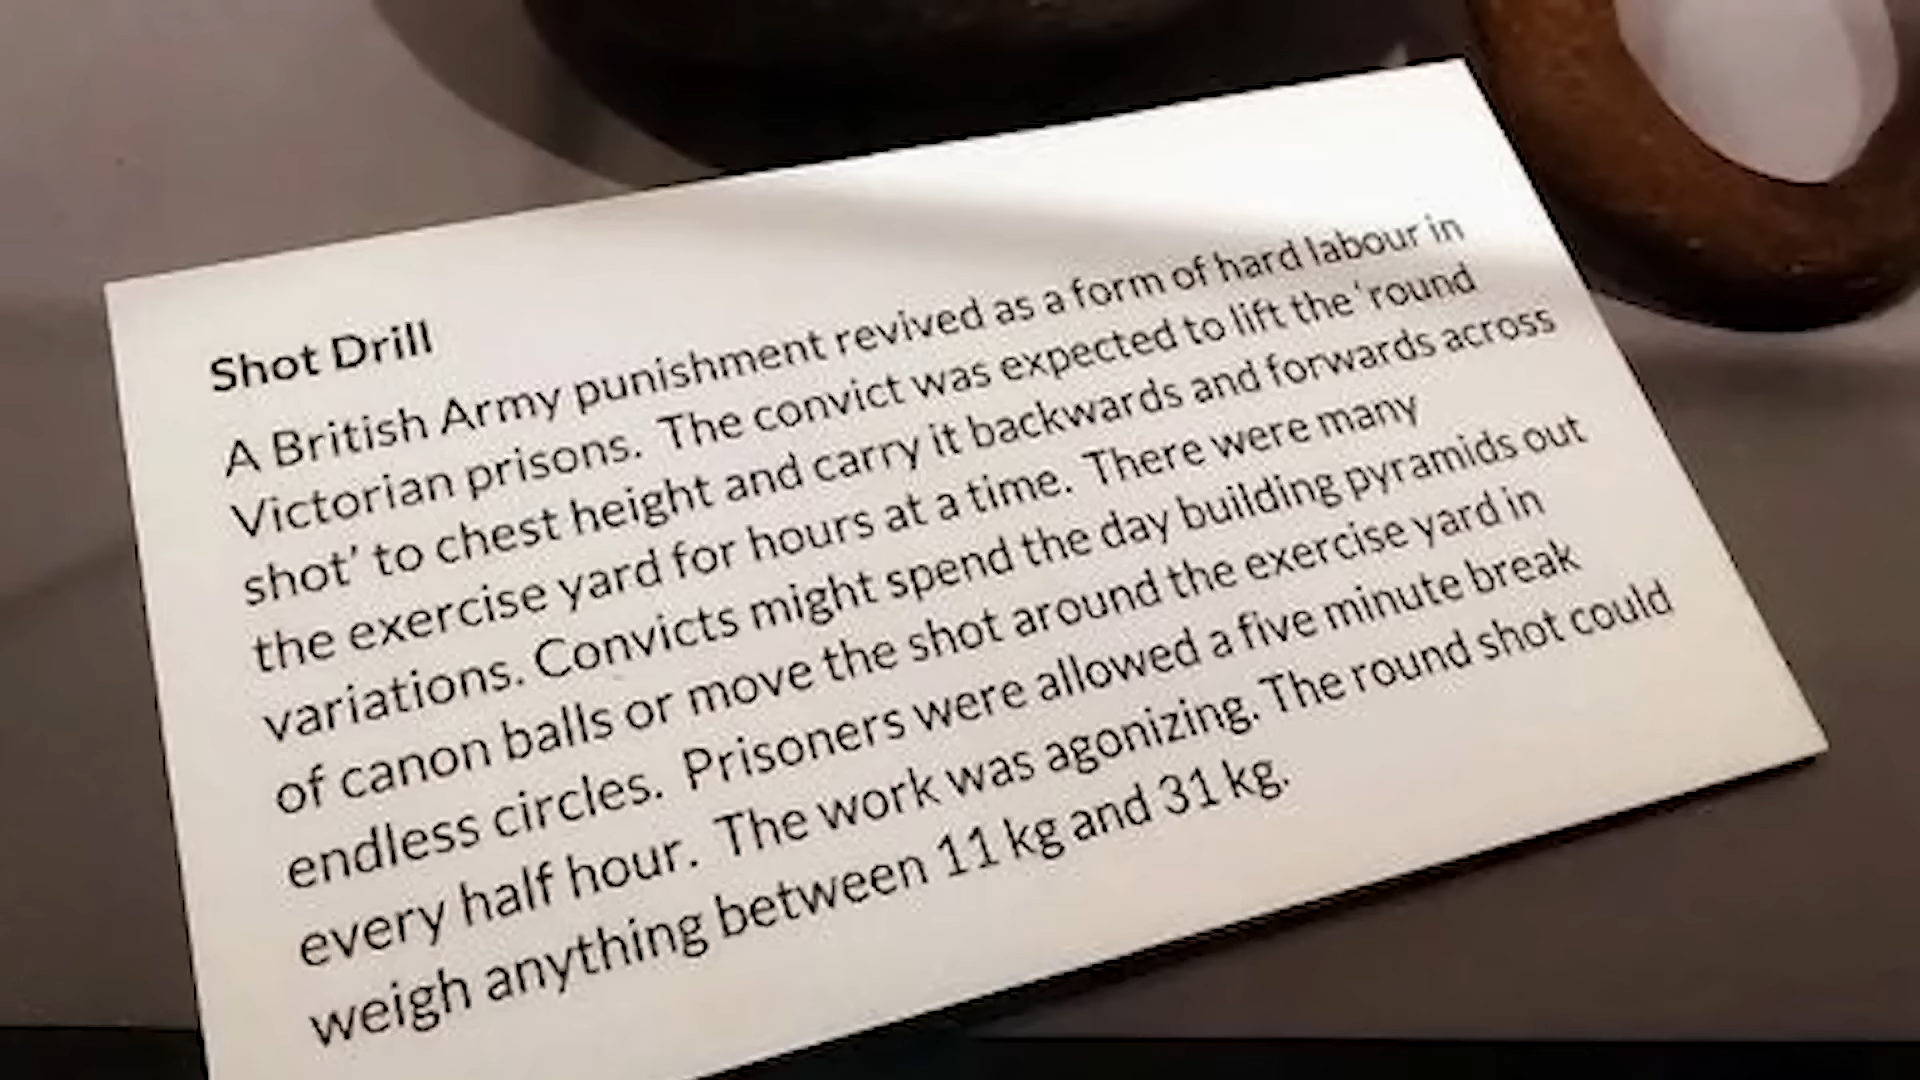 Shot Drill
A British Army punishment revived as a form of hard labour in
Victorian prisons. The convict was expected to lift the ‘round
shot’ to chest height and carry it backwards and forwards across
the exercise yard for hours at a time. There were many
variations. Convicts might spend the day building pyramids out
of canon balls or move the shot around the exercise yard in
endless circles. Prisoners were allowed a five minute break
every half hour. The work was agonizing. The round shot could
weigh anything between 11 kg and 31 kg.